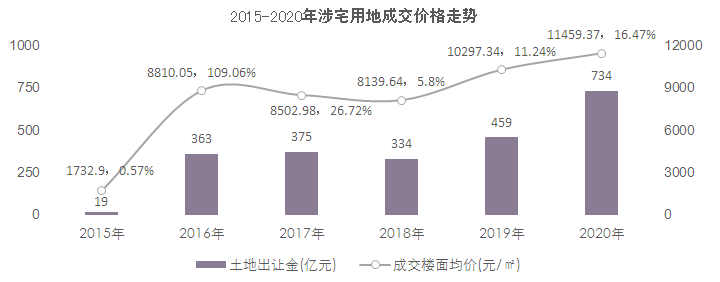 2015-2020年涉宅用地成交价格走势
1000 11459.37，16.47% 12000
10297.34，11.24%
8810.05，109.06% 8139.64，5.8% 734
750 8502.98，26.72% 9000
500 363 375 334 459 6000
1732.9，0.57%
250 3000
19
0 0
2015年 2016年 2017年 2018年 2019年 2020年
土地出让金(亿元) 成交楼面均价(元/㎡)